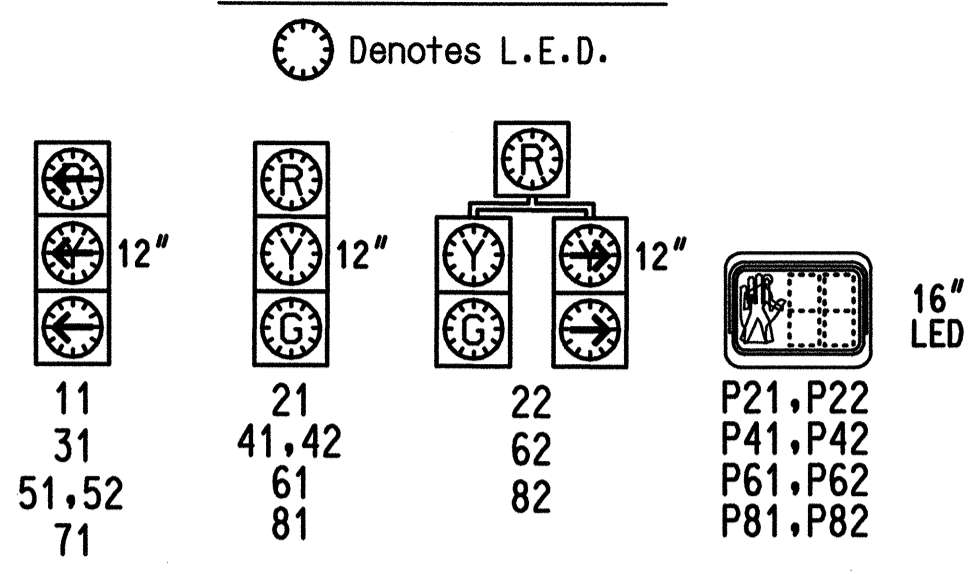 Denotes L.E.D.
R
Y
12"
R
Y
12"
G
R
Y
Y
12"
G
16"
LED
11
31
51,52
71
21
41,42
61
81
22
62
82
P21,P22
P41,P42
P61,P62
P81,P82